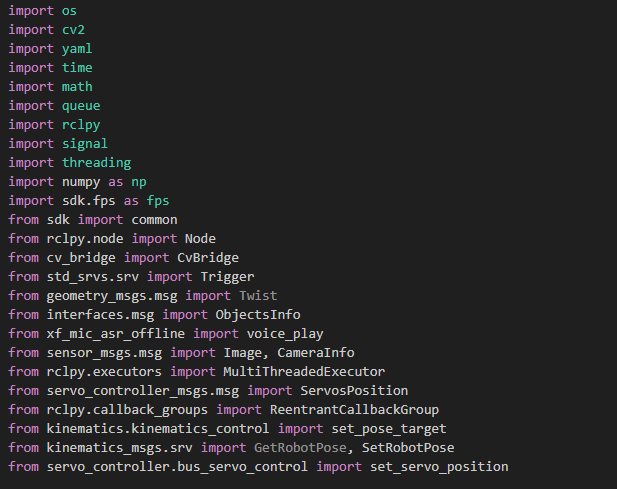 import os
import cv2
import yaml
import time
import math
import queue
import rclpy
import signal
import threading
import numpy as np
import sdk.fps as fps
from sdk import common
from rclpy.node import Node
from cv_bridge import CvBridge
from std_srvs.srv import Trigger
from geometry_msgs.msg import Twist
from interfaces.msg import ObjectsInfo
from xf_mic_asr_offline import voice_play
from sensor_msgs.msg import Image, CameraInfo
from rclpy.executors import MultiThreadedExecutor
from servo_controller_msgs.msg import ServosPosition
from rclpy.callback_groups import ReentrantCallbackGroup
from kinematics.kinematics_control import set_pose_target
from kinematics_msgs.srv import GetRobotPose, SetRobotPose
from servo_controller.bus_servo_control import set_servo_position